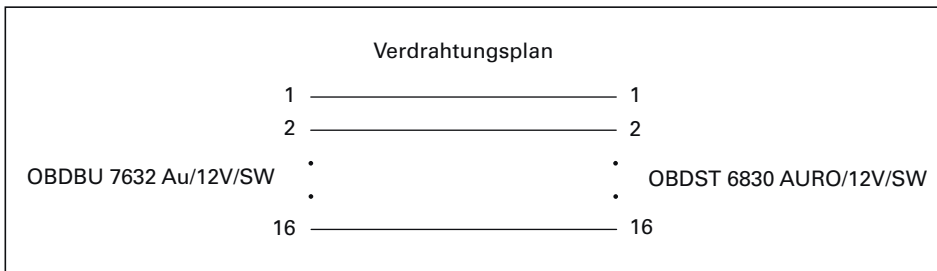 Verdrahtungsplan
1 1
2 2
OBDBU 7632 Au/12V/SW OBDST 6830 AURO/12V/SW
16 16